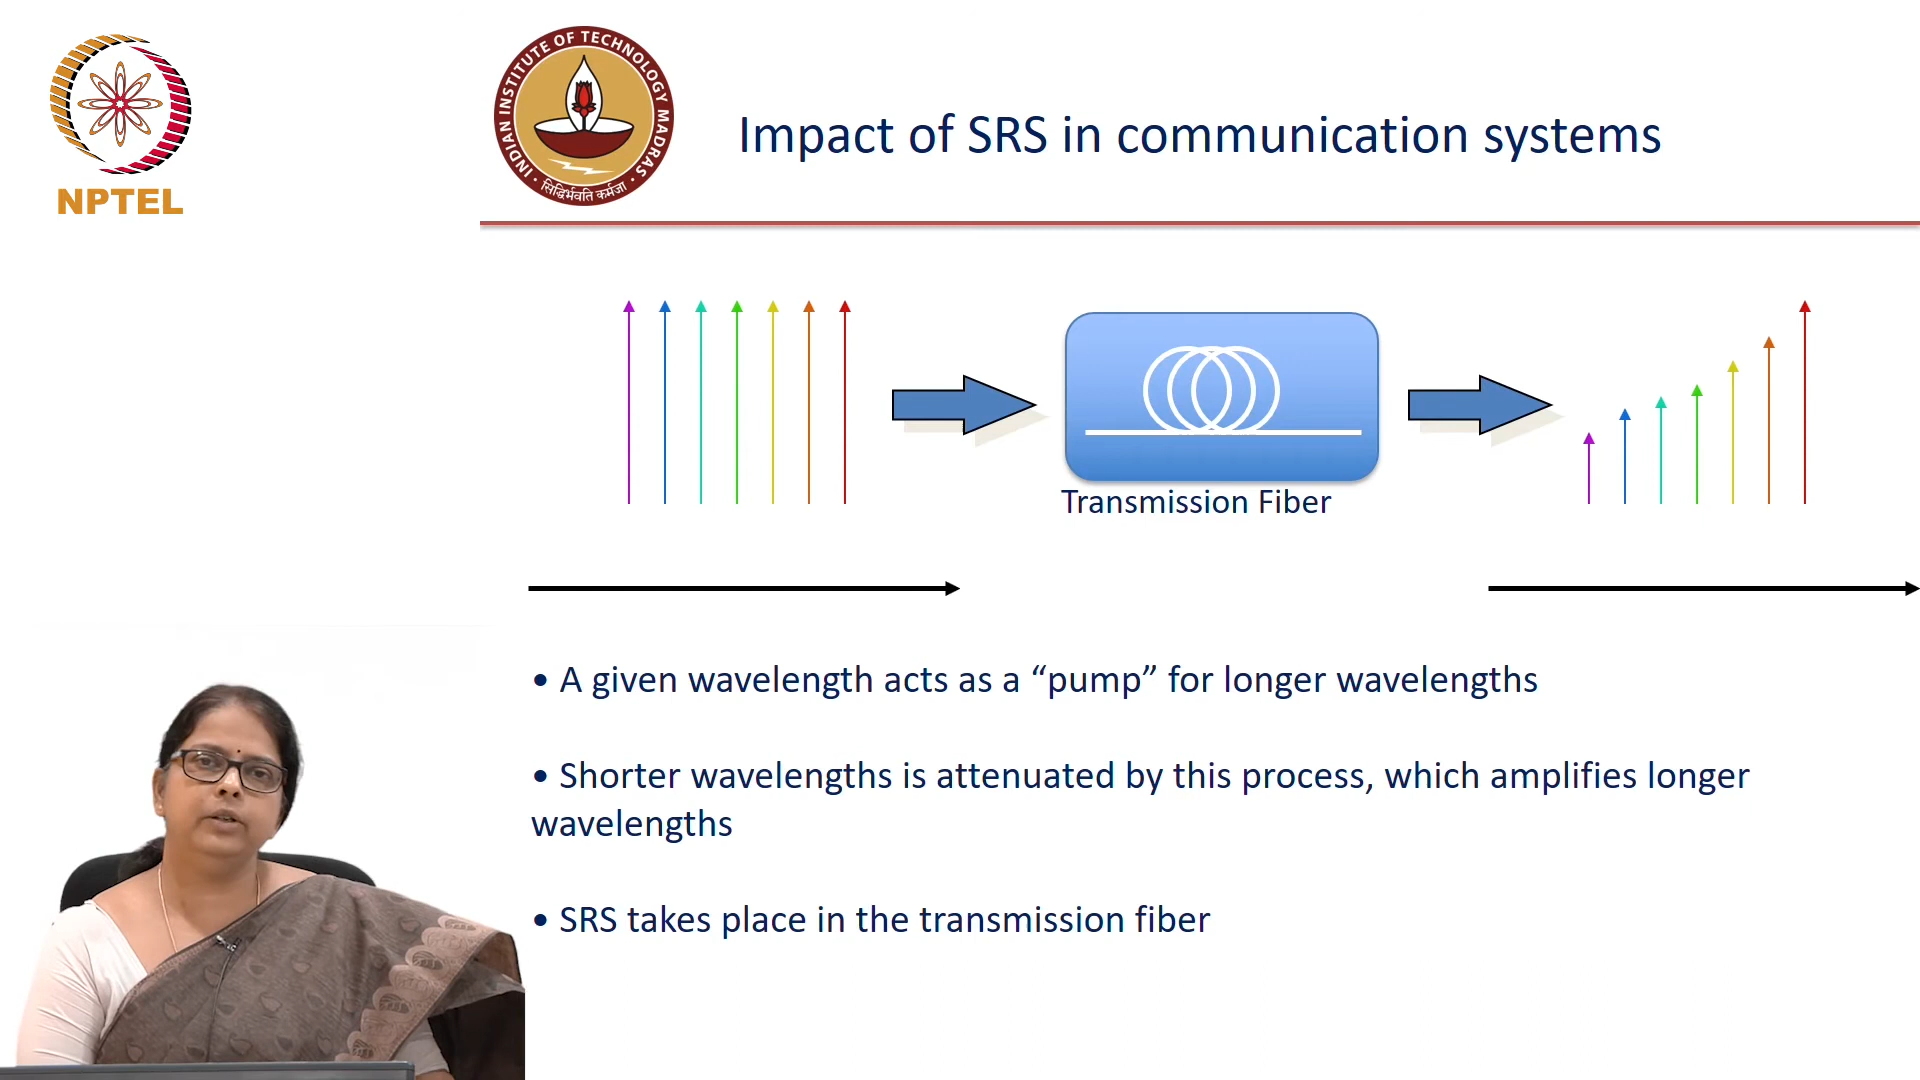 NPTEL
INDIAN INSTITUTE OF TECHNOLOGY MADRAS
सिद्धिर्भवति कर्मजा
Impact of SRS in communication systems
Transmission Fiber
• A given wavelength acts as a “pump” for longer wavelengths
• Shorter wavelengths is attenuated by this process, which amplifies longer
wavelengths
• SRS takes place in the transmission fiber